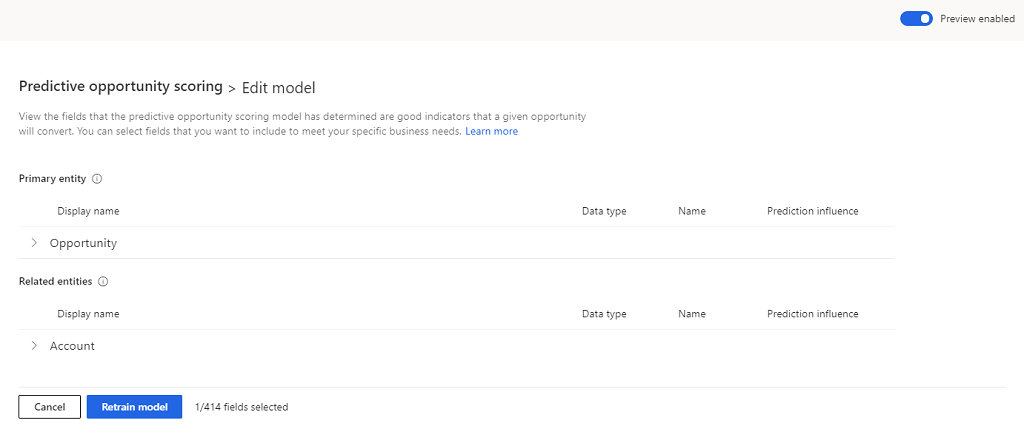 Preview enabled
Predictive opportunity scoring > Edit model
View the fields that the predictive opportunity scoring model has determined are good indicators that a given opportunity
will convert. You can select fields that you want to include to meet your specific business needs. Learn more
Primary entity
Display name Data type Name Prediction influence
Opportunity
Related entities
Display name Data type Name Prediction influence
Account
Cancel Retrain model 1/414 fields selected